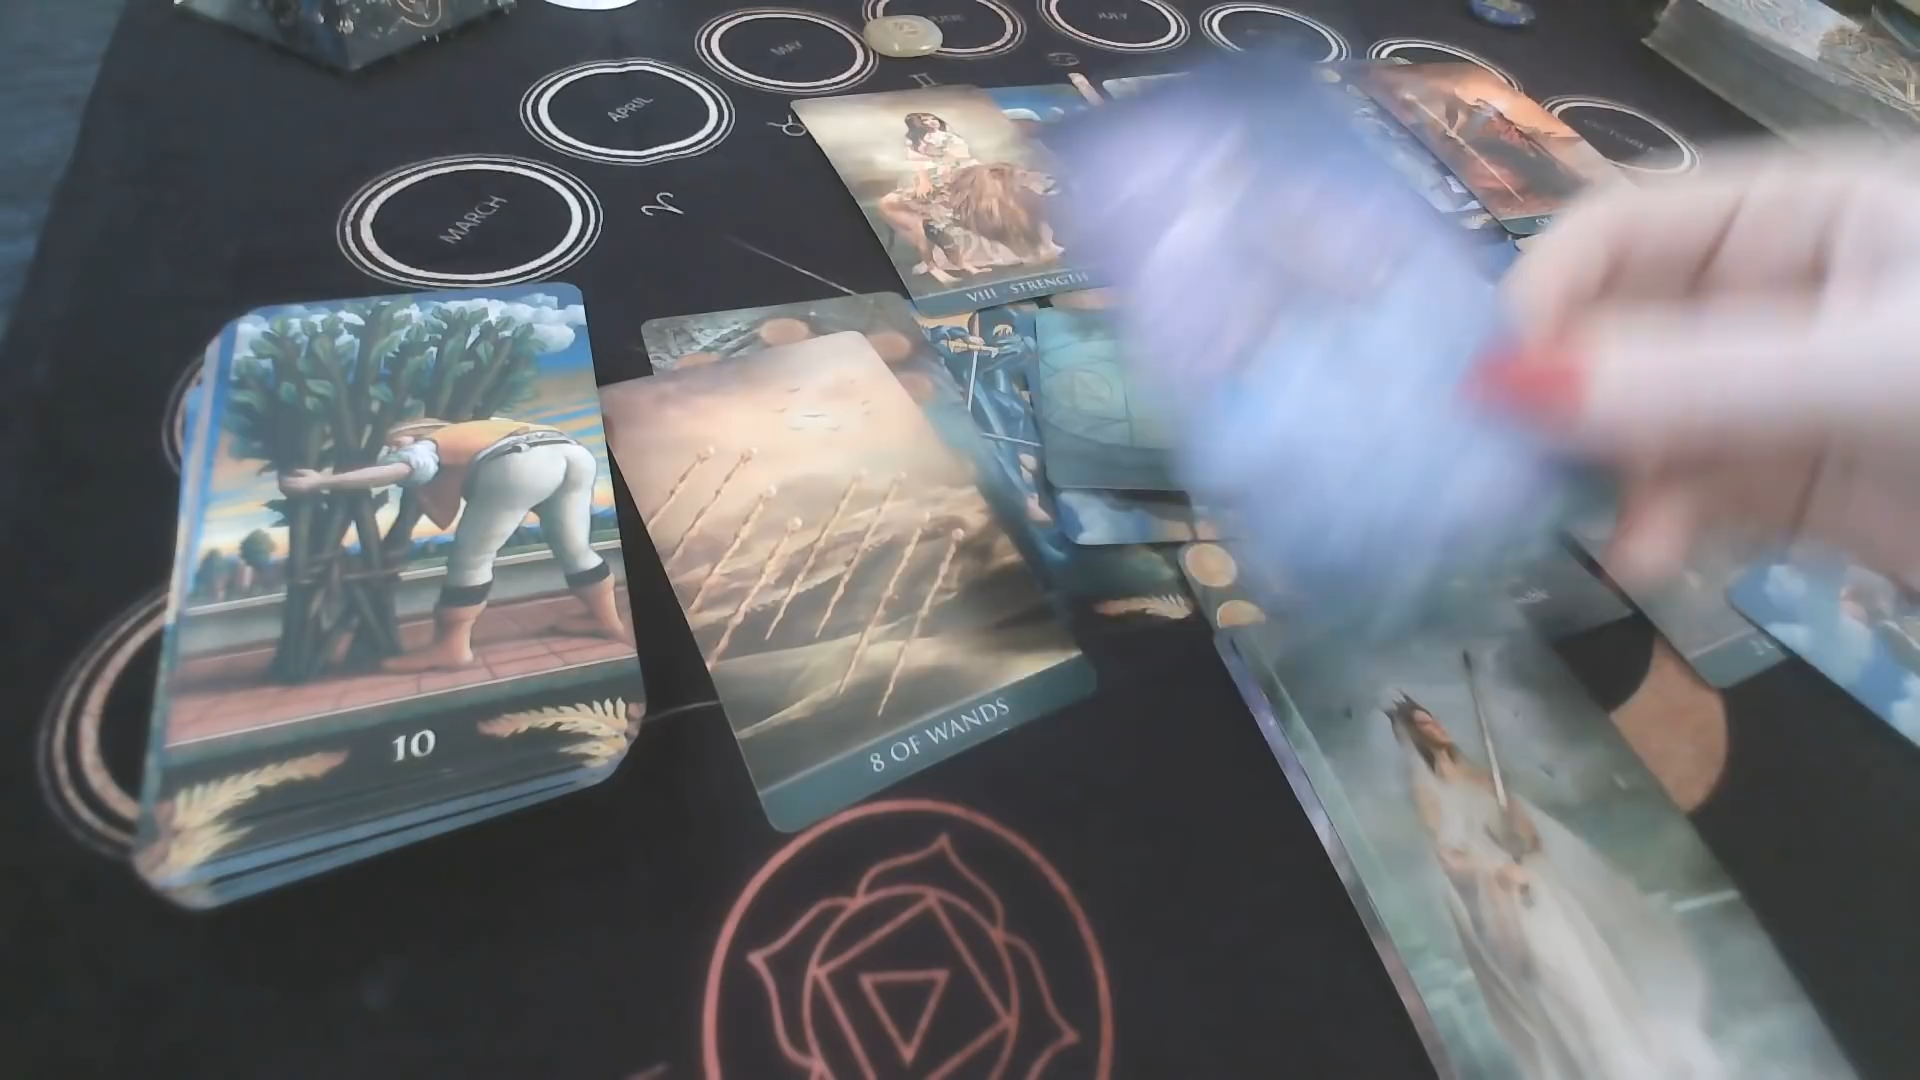 JULY
MAY
APRIL
MARCH
VIII · STRENGTH
8 OF WANDS
10